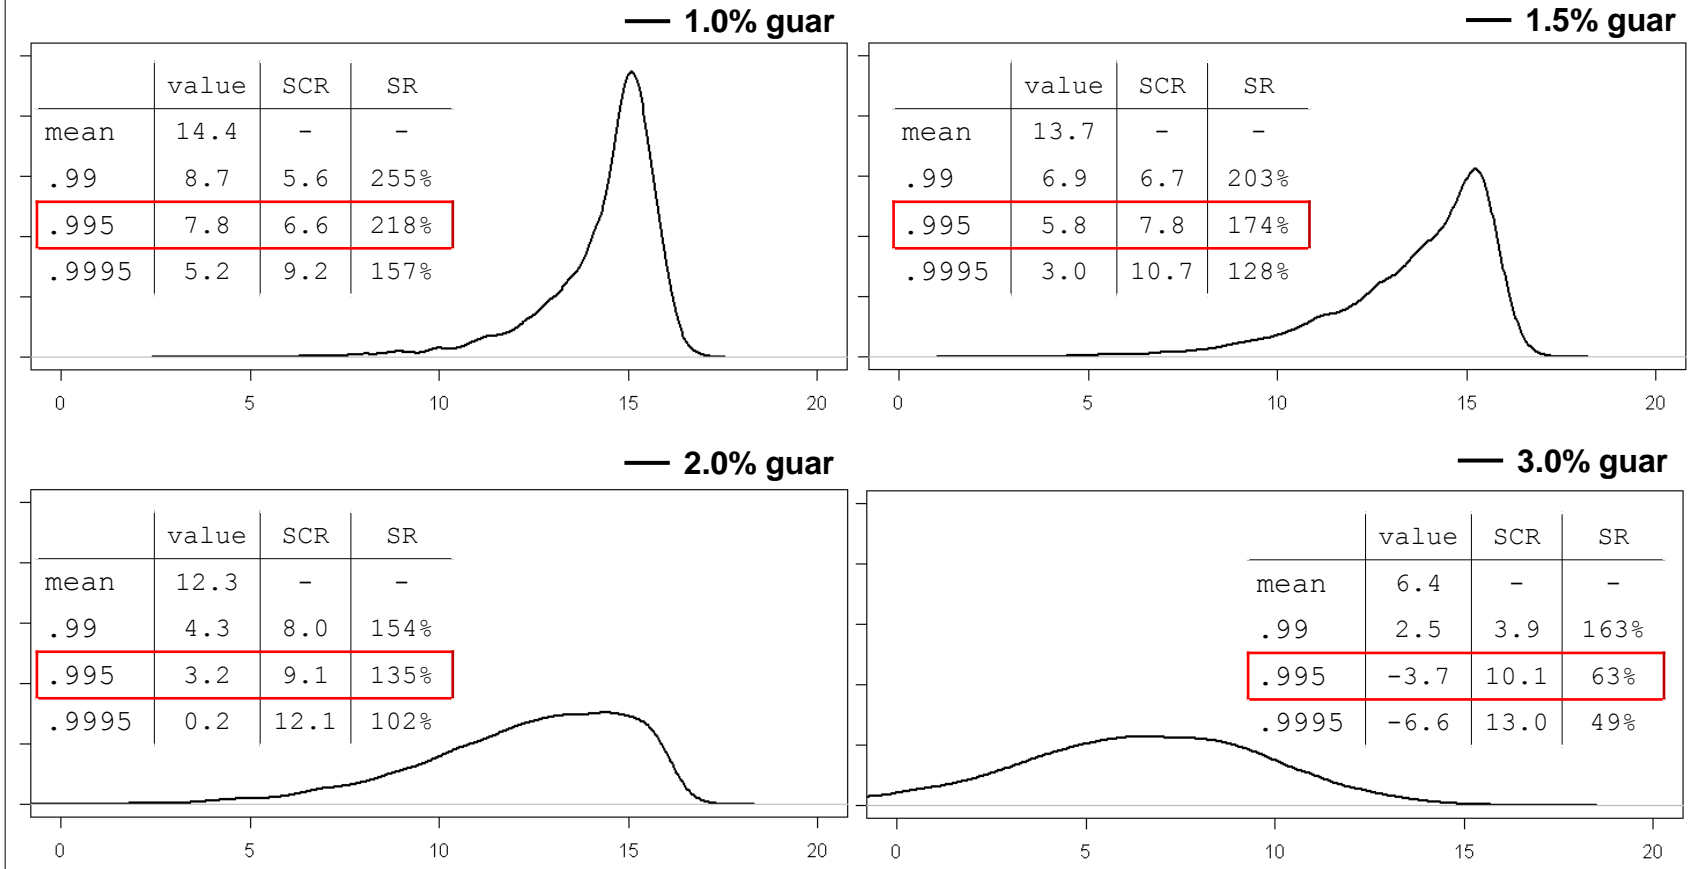 1.0% guar
value SCR SR
mean 14.4 - -
.99 8.7 5.6 255%
.995 7.8 6.6 218%
.9995 5.2 9.2 157%
0 5 10 15 20
1.5% guar
value SCR SR
mean 13.7 - -
.99 6.9 6.7 203%
.995 5.8 7.8 174%
.9995 3.0 10.7 128%
0 5 10 15 20
2.0% guar
value SCR SR
mean 12.3 - -
.99 4.3 8.0 154%
.995 3.2 9.1 135%
.9995 0.2 12.1 102%
0 5 10 15 20
3.0% guar
value SCR SR
mean 6.4 - -
.99 2.5 3.9 163%
.995 -3.7 10.1 63%
.9995 -6.6 13.0 49%
0 5 10 15 20